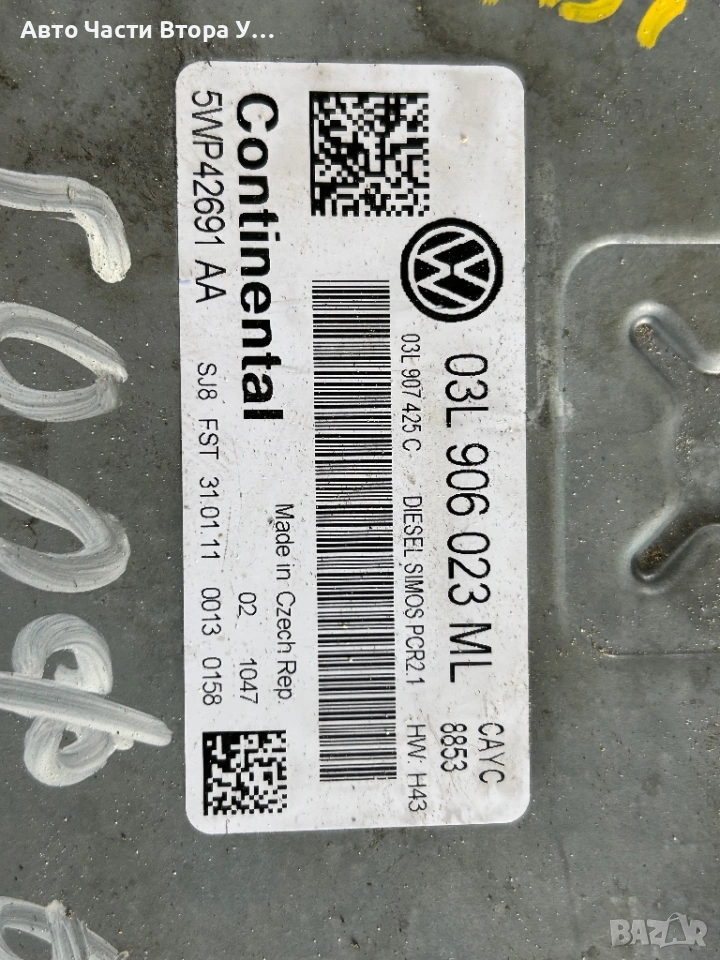 Авто Части Втора У...
03L 906 023 ML
CAYC
8853
03L 907 425 C DIESEL SIMOS PCR2.1 HW: H43
Continental
Made in Czech Rep.
02 1047
5WP42691 AA SJ8 FST 31.01.11 0013 0158
BAZAR